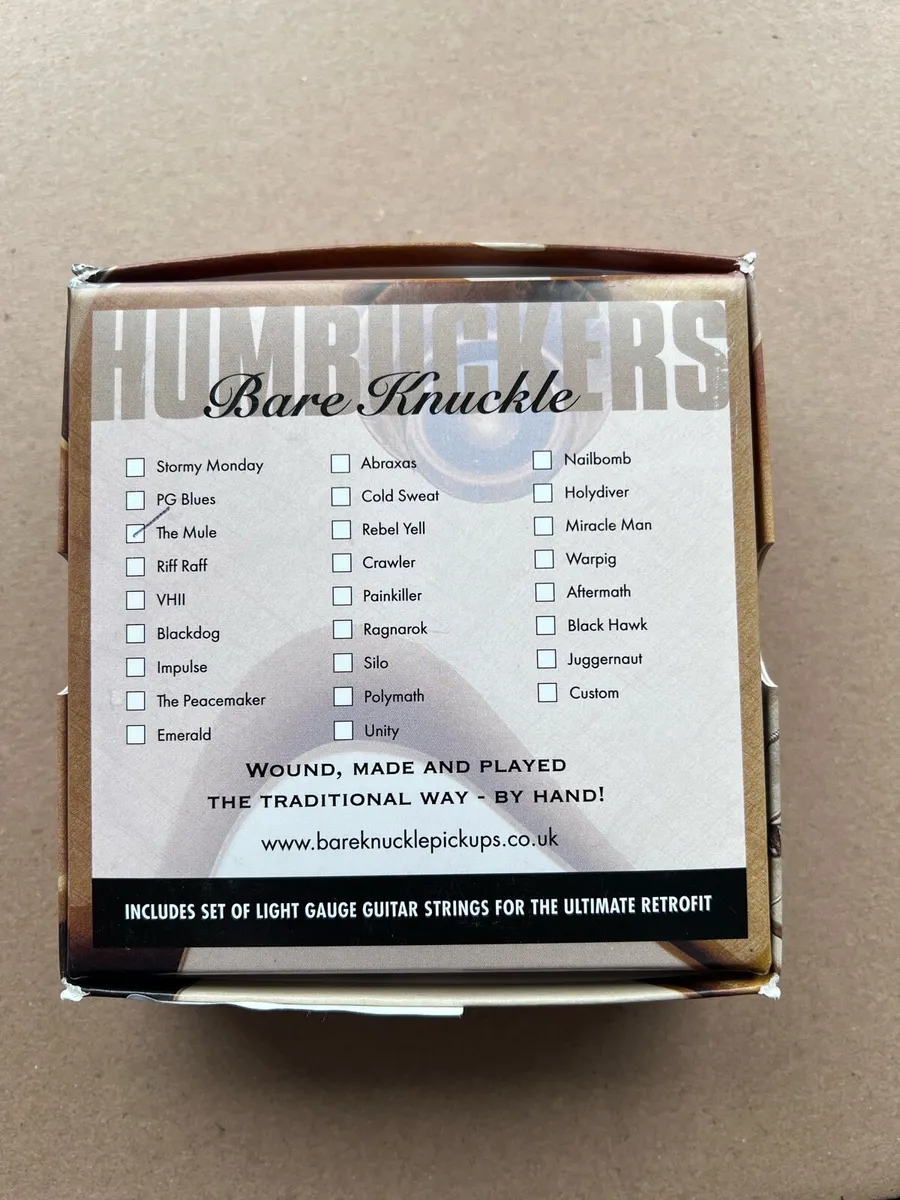 HUMBUCKERS
Bare Knuckle
Stormy Monday
PG Blues
The Mule
Riff Raff
VHII
Blackdog
Impulse
The Peacemaker
Emerald
Abraxas
Cold Sweat
Rebel Yell
Crawler
Painkiller
Ragnarok
Silo
Polymath
Unity
Nailbomb
Holydiver
Miracle Man
Warpig
Aftermath
Black Hawk
Juggernaut
Custom
WOUND, MADE AND PLAYED
THE TRADITIONAL WAY - BY HAND!
www.bareknucklepickups.co.uk
INCLUDES SET OF LIGHT GAUGE GUITAR STRINGS FOR THE ULTIMATE RETROFIT